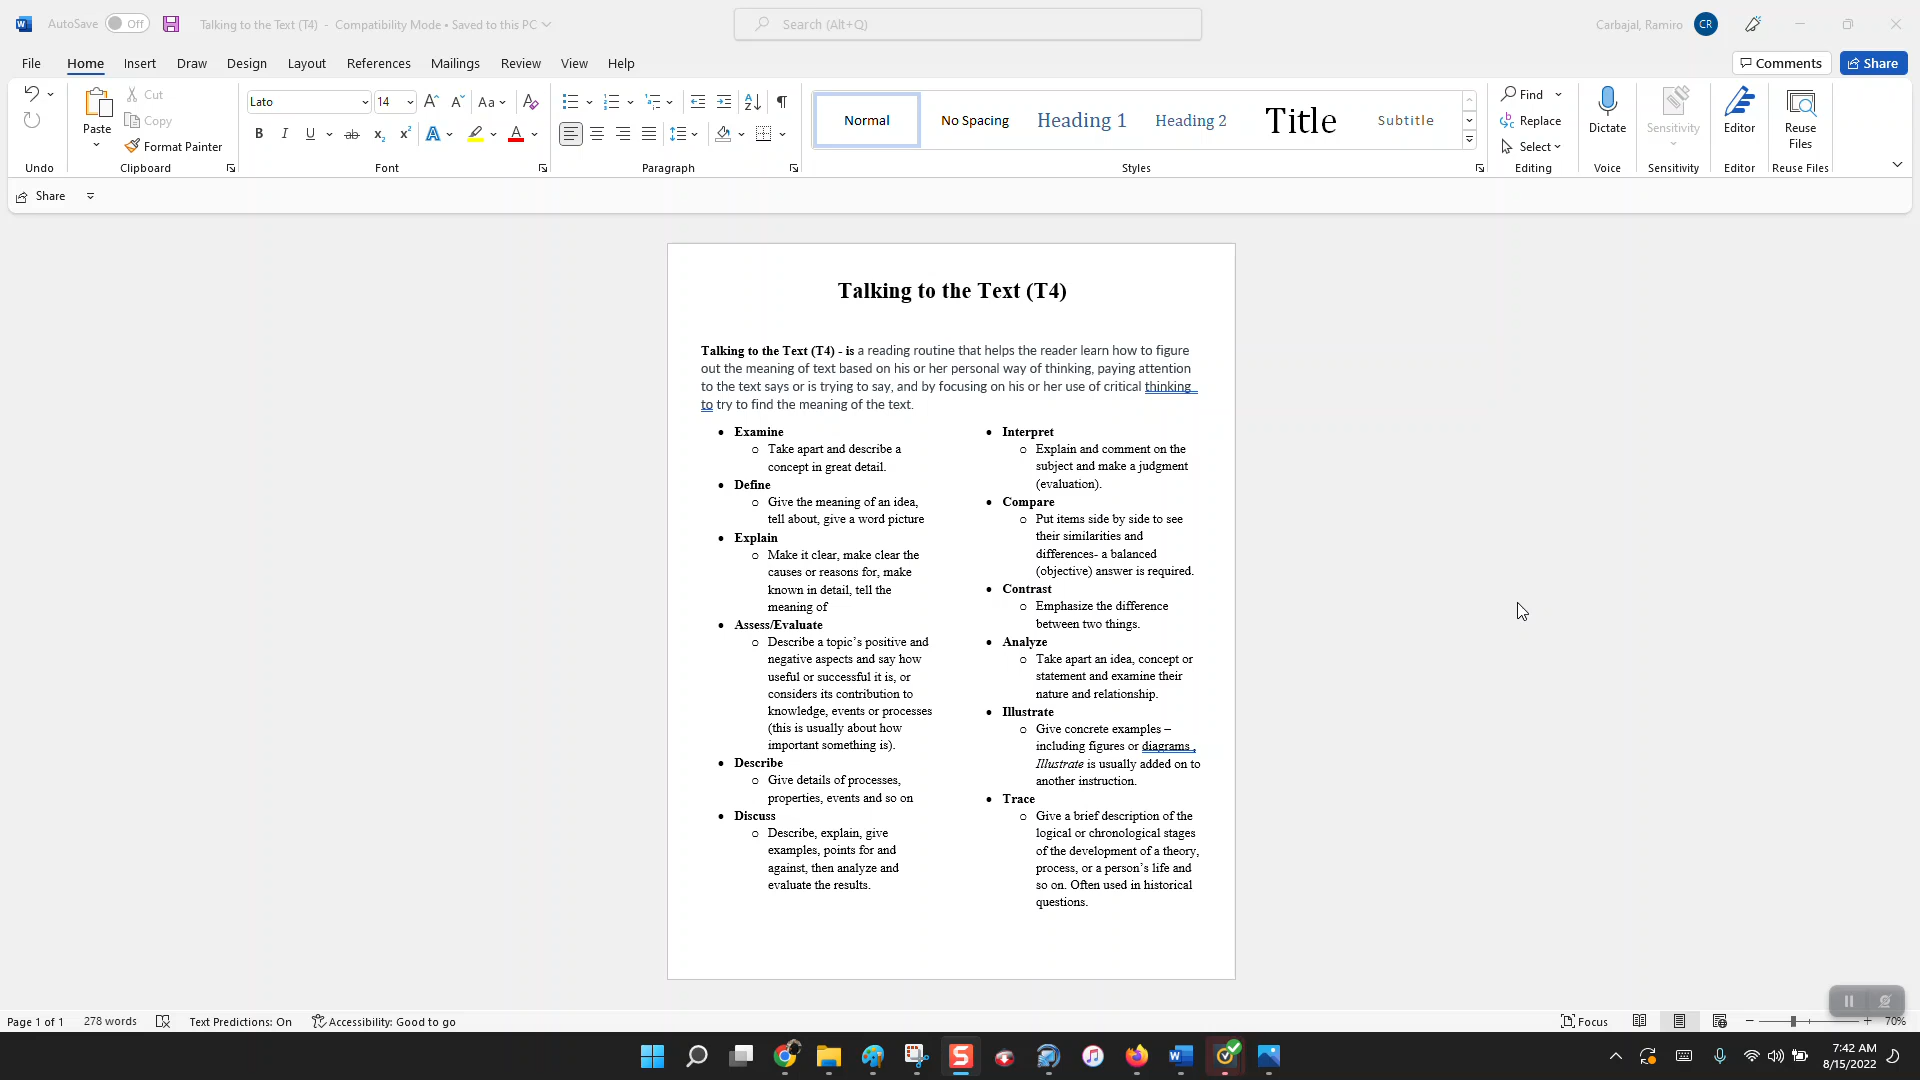 AutoSave Off Talking to the Text (T4) - Compatibility Mode • Saved to this PC Search (Alt+Q) Carbajal, Ramiro CR
File Home Insert Draw Design Layout References Mailings Review View Help Comments Share
Paste Cut Copy Format Painter
Lato 14 Aa
Normal No Spacing Heading 1 Heading 2 Title Subtitle
Find Replace Select
Dictate Sensitivity Editor Reuse Files
Undo Clipboard Font Paragraph Styles Editing Voice Sensitivity Editor Reuse Files
Share
Talking to the Text (T4)
Talking to the Text (T4) - is a reading routine that helps the reader learn how to figure
out the meaning of text based on his or her personal way of thinking, paying attention
to the text says or is trying to say, and by focusing on his or her use of critical thinking
to try to find the meaning of the text.
• Examine
o Take apart and describe a
concept in great detail.
• Define
o Give the meaning of an idea,
tell about, give a word picture
• Explain
o Make it clear, make clear the
causes or reasons for, make
known in detail, tell the
meaning of
• Assess/Evaluate
o Describe a topic’s positive and
negative aspects and say how
useful or successful it is, or
considers its contribution to
knowledge, events or processes
(this is usually about how
important something is).
• Describe
o Give details of processes,
properties, events and so on
• Discuss
o Describe, explain, give
examples, points for and
against, then analyze and
evaluate the results.
• Interpret
o Explain and comment on the
subject and make a judgment
(evaluation).
• Compare
o Put items side by side to see
their similarities and
differences- a balanced
(objective) answer is required.
• Contrast
o Emphasize the difference
between two things.
• Analyze
o Take apart an idea, concept or
statement and examine their
nature and relationship.
• Illustrate
o Give concrete examples –
including figures or diagrams ,
Illustrate is usually added on to
another instruction.
• Trace
o Give a brief description of the
logical or chronological stages
of the development of a theory,
process, or a person’s life and
so on. Often used in historical
questions.
Page 1 of 1 278 words Text Predictions: On Accessibility: Good to go Focus 70%
7:42 AM
8/15/2022